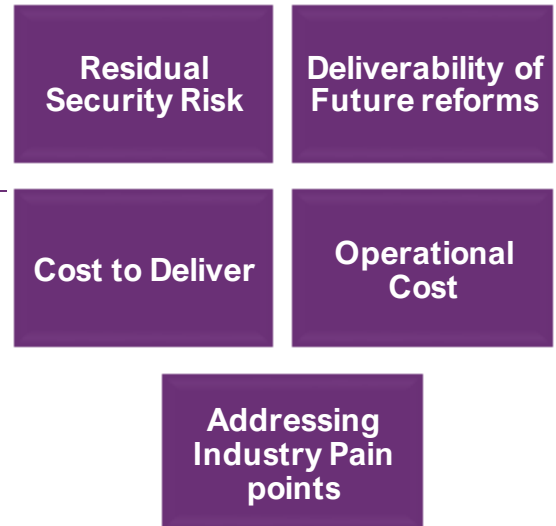 Residual
Security Risk
Deliverability of
Future reforms
Cost to Deliver
Operational
Cost
Addressing
Industry Pain
points